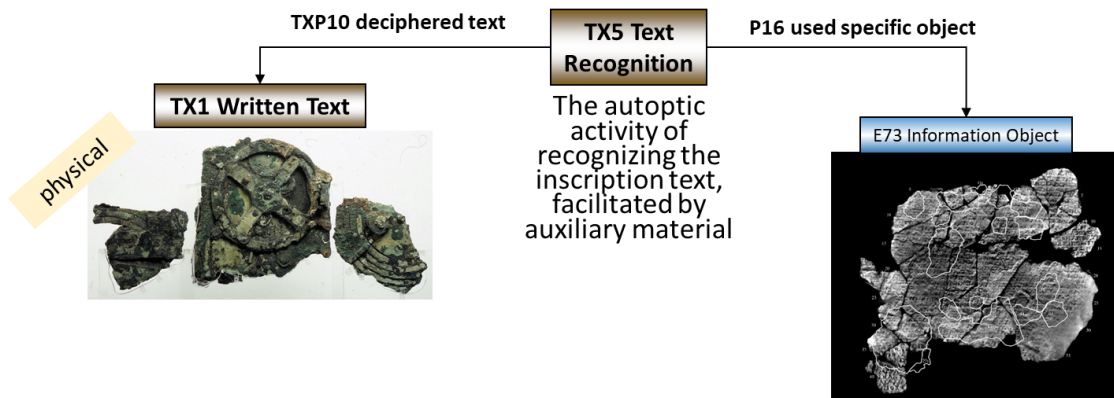 TXP10 deciphered text
TX5 Text
Recognition
P16 used specific object
TX1 Written Text
physical
The autoptic
activity of
recognizing the
inscription text,
facilitated by
auxiliary material
E73 Information Object